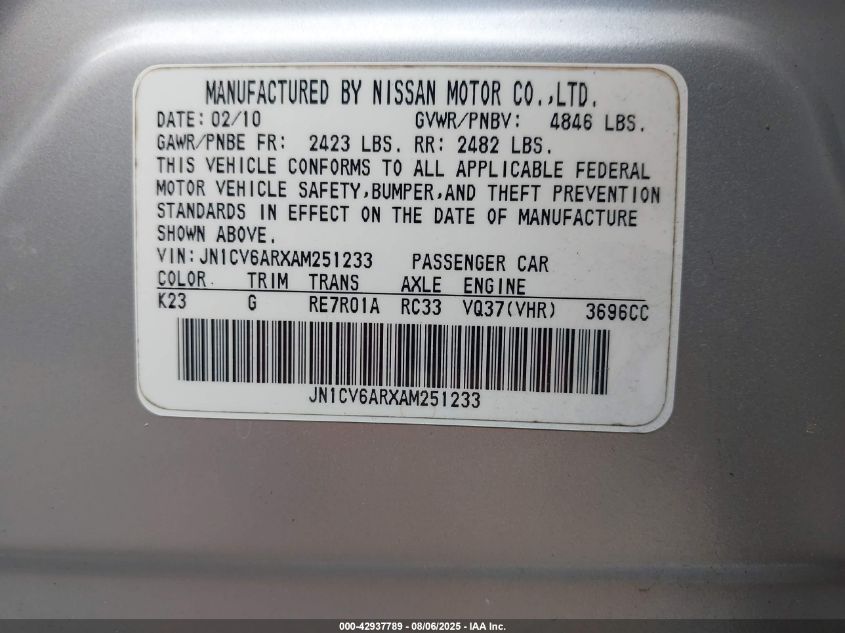 MANUFACTURED BY NISSAN MOTOR CO.,LTD.
DATE: 02/10 GVWR/PNBV: 4846 LBS.
GAWR/PNBE FR: 2423 LBS. RR: 2482 LBS.
THIS VEHICLE CONFORMS TO ALL APPLICABLE FEDERAL
MOTOR VEHICLE SAFETY,BUMPER,AND THEFT PREVENTION
STANDARDS IN EFFECT ON THE DATE OF MANUFACTURE
SHOWN ABOVE.
VIN:JN1CV6ARXAM251233 PASSENGER CAR
COLOR TRIM TRANS AXLE ENGINE
K23 G RE7R01A RC33 VQ37(VHR) 3696CC
JN1CV6ARXAM251233
000-42937789 - 08/06/2025 - IAA Inc.